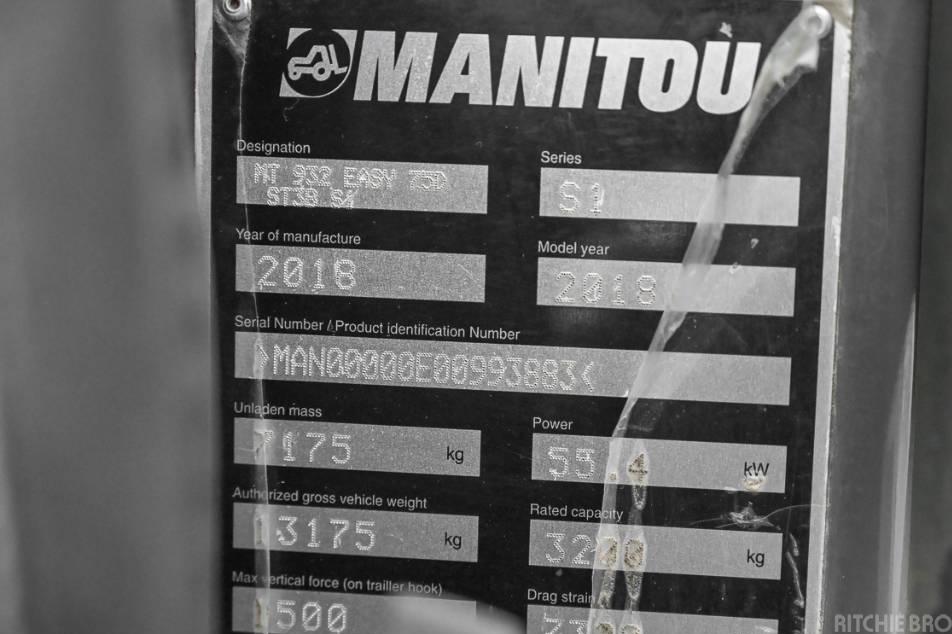 MANITOU
Designation Series
MT 932 EASY 75D
ST3B S1 S1
Year of manufacture Model year
2018 2018
Serial Number / Product identification Number
>MAN00000E00993883<
Unladen mass Power
7175 kg 55.4 kW
Authorized gross vehicle weight Rated capacity
13175 kg 3200 kg
Max vertical force (on trailler hook) Drag strain
1500
RITCHIE BRO